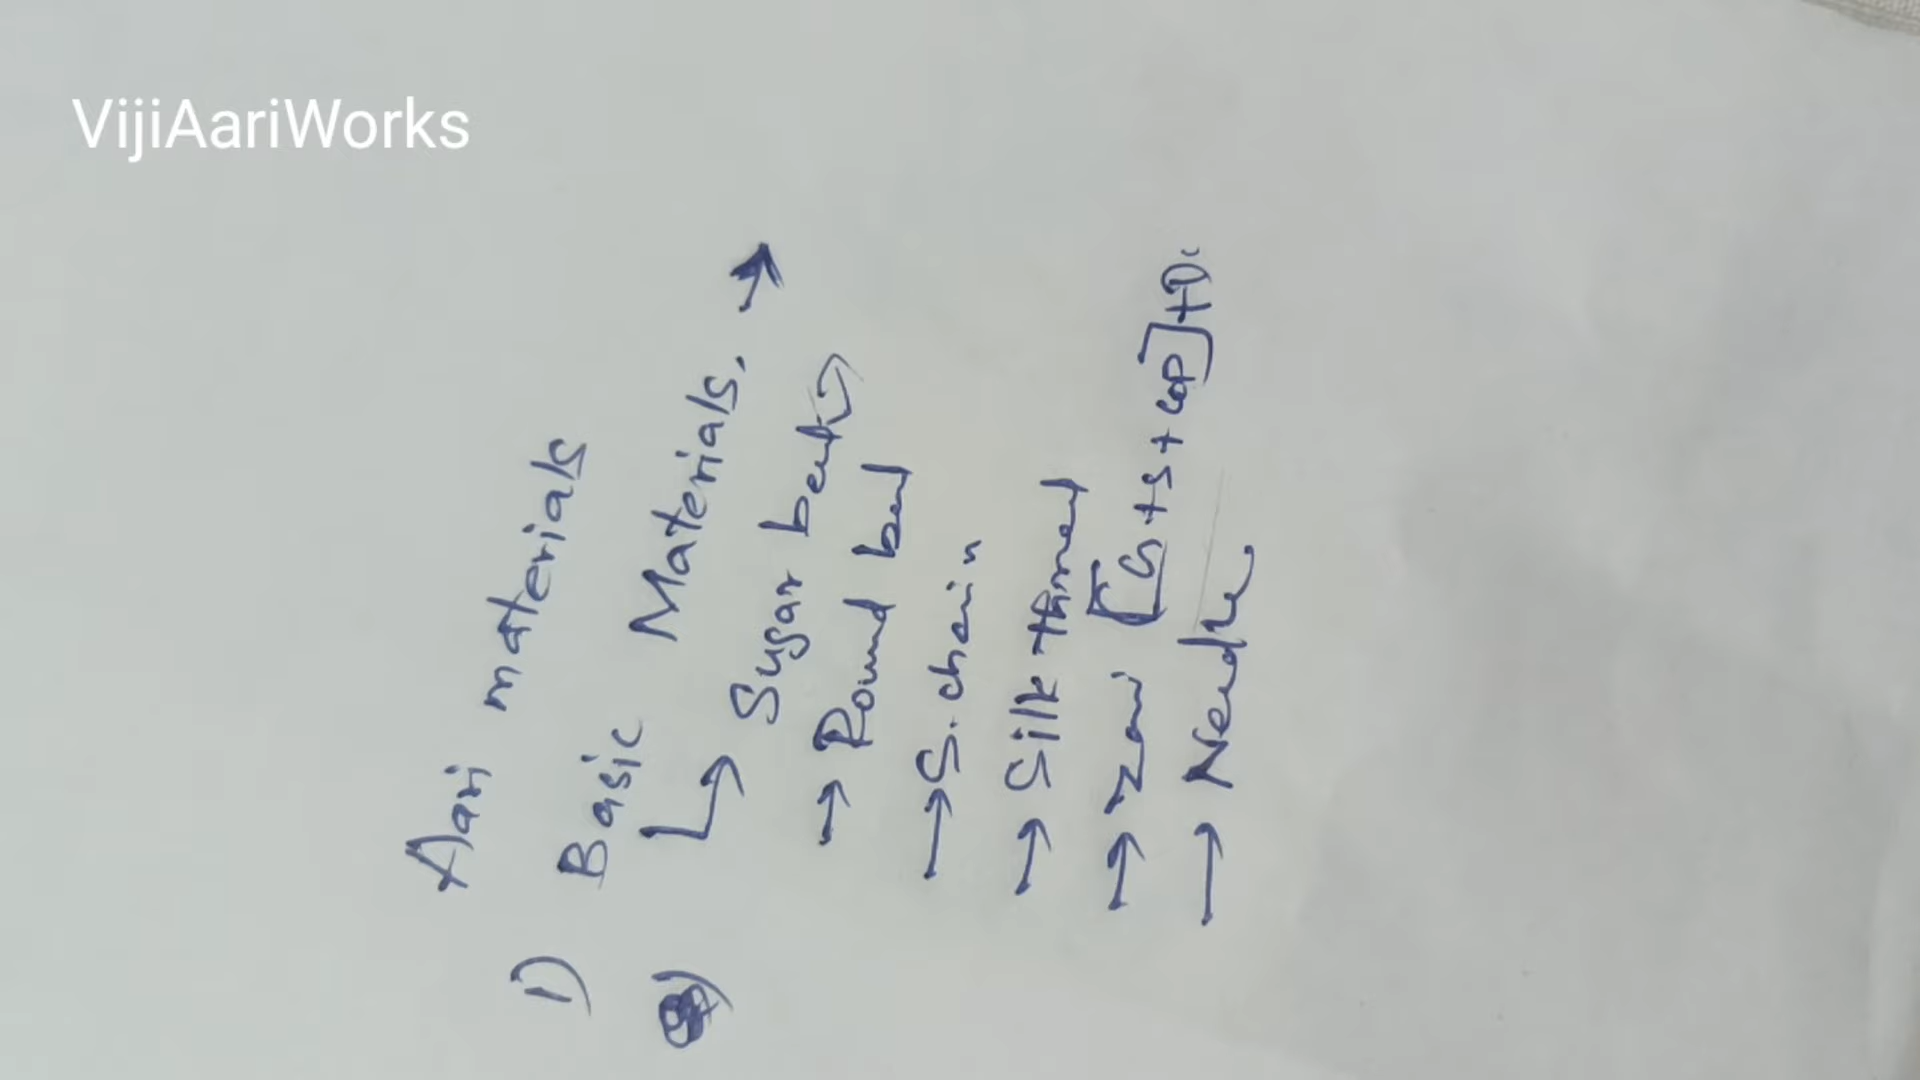 VijiAariWorks
Aari materials
1) Basic Materials. →
↳ Sugar beads
→ Round bead
→ S. chain
→ Silk thread
→ Zari [G + S + cop] + D.
→ Needle